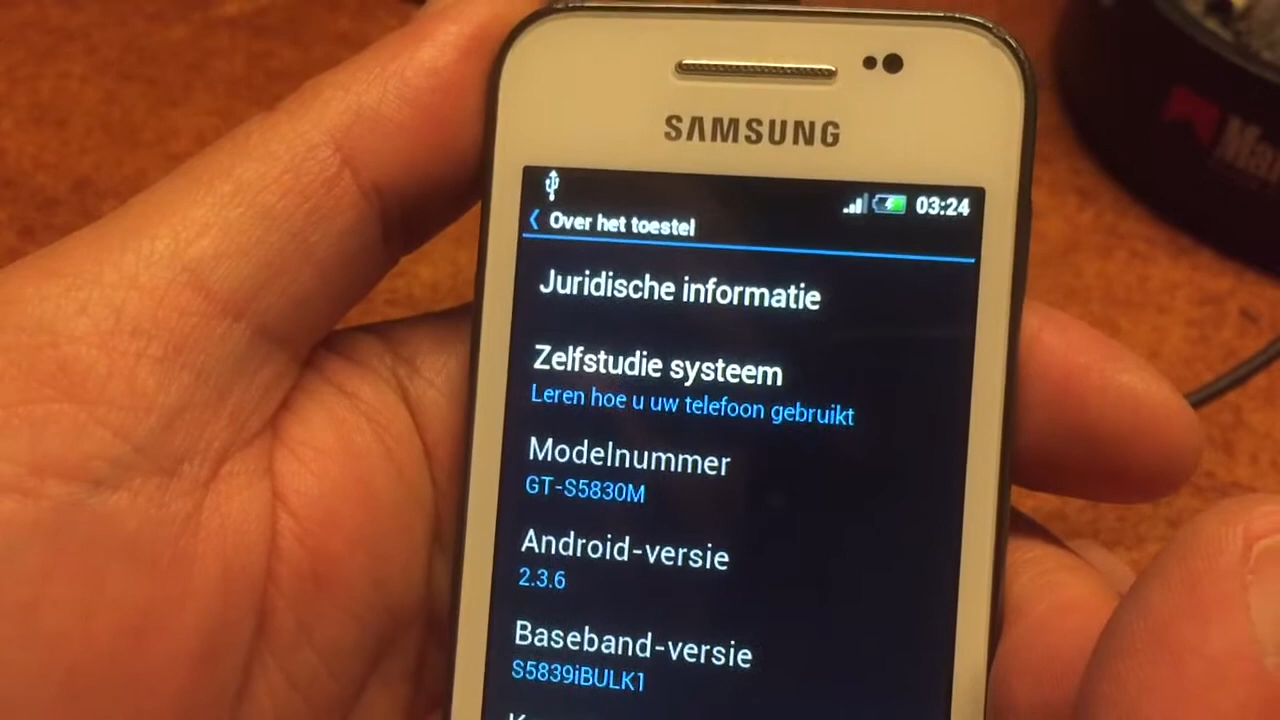 SAMSUNG
03:24
Over het toestel
Juridische informatie
Zelfstudie systeem
Leren hoe u uw telefoon gebruikt
Modelnummer
GT-S5830M
Android-versie
2.3.6
Baseband-versie
S5839iBULK1